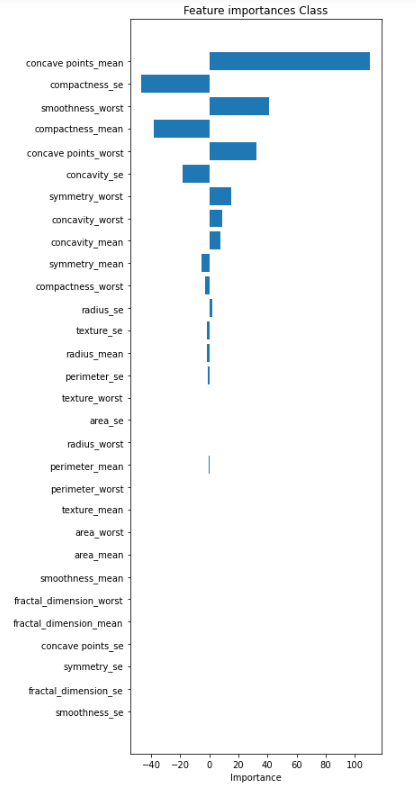 Feature importances Class
concave points_mean
compactness_se
smoothness_worst
compactness_mean
concave points_worst
concavity_se
symmetry_worst
concavity_worst
concavity_mean
symmetry_mean
compactness_worst
radius_se
texture_se
radius_mean
perimeter_se
texture_worst
area_se
radius_worst
perimeter_mean
perimeter_worst
texture_mean
area_worst
area_mean
smoothness_mean
fractal_dimension_worst
fractal_dimension_mean
concave points_se
symmetry_se
fractal_dimension_se
smoothness_se
−40 −20 0 20 40 60 80 100
Importance